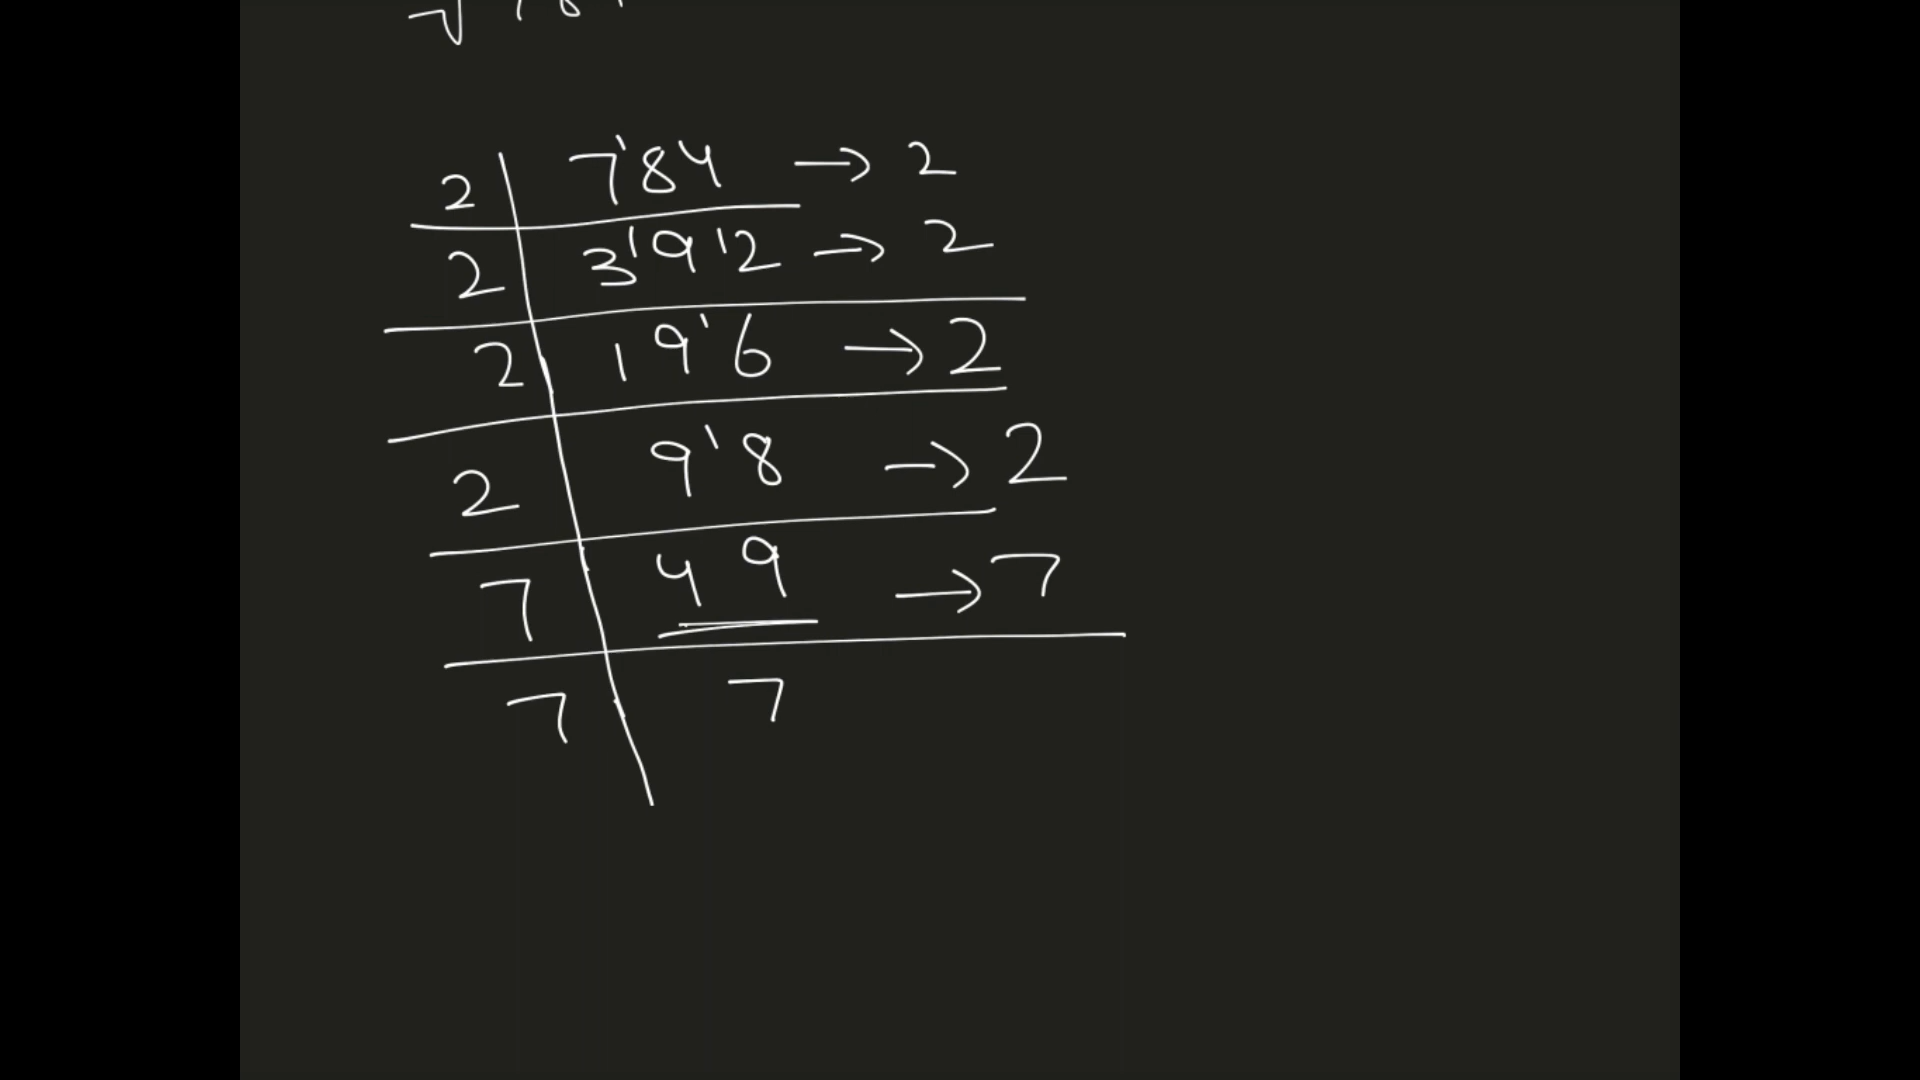 2 | 7'84 → 2
2 | 3'9'2 → 2
2 | 19'6 → 2
2 | 9'8 → 2
7 | 49 → 7
7 | 7